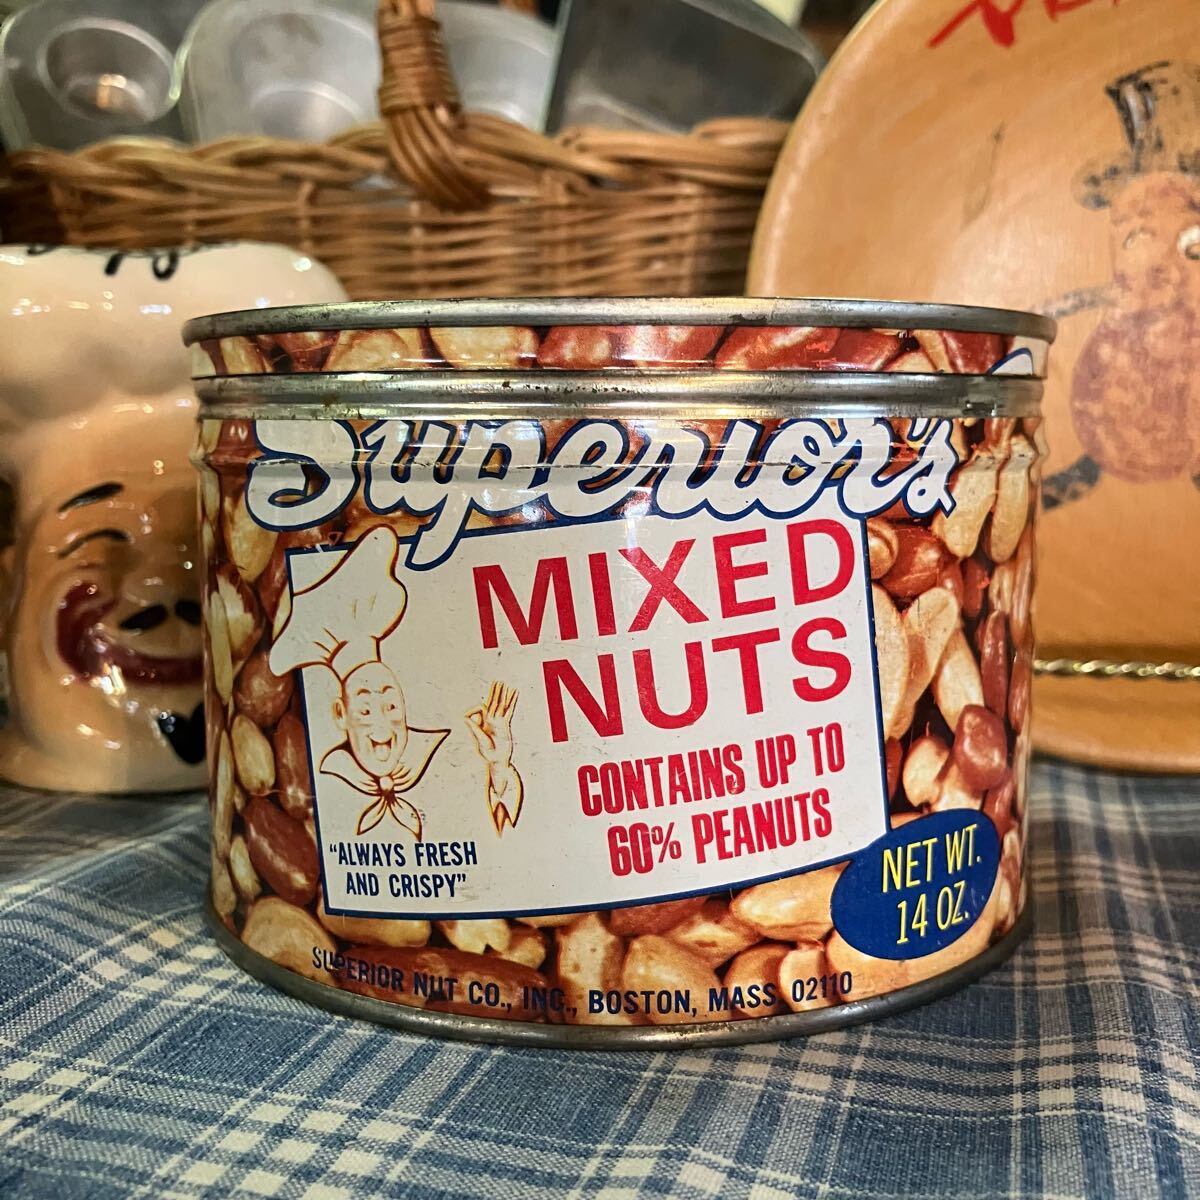 Superior's
MIXED
NUTS
CONTAINS UP TO
60% PEANUTS
"ALWAYS FRESH
AND CRISPY"
NET WT.
14 OZ.
SUPERIOR NUT CO., INC., BOSTON, MASS 02110